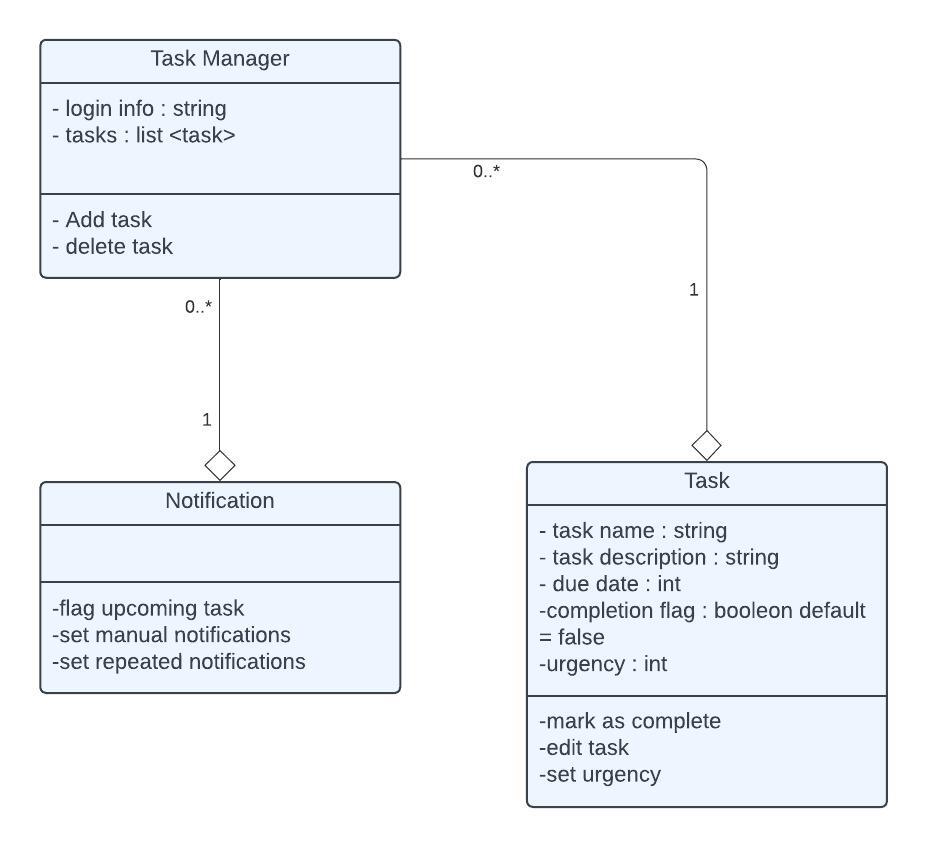 Task Manager
- login info : string
- tasks : list <task>
- Add task
- delete task
0..*
1
0..*
1
Notification
-flag upcoming task
-set manual notifications
-set repeated notifications
Task
- task name : string
- task description : string
- due date : int
-completion flag : booleon default
= false
-urgency : int
-mark as complete
-edit task
-set urgency